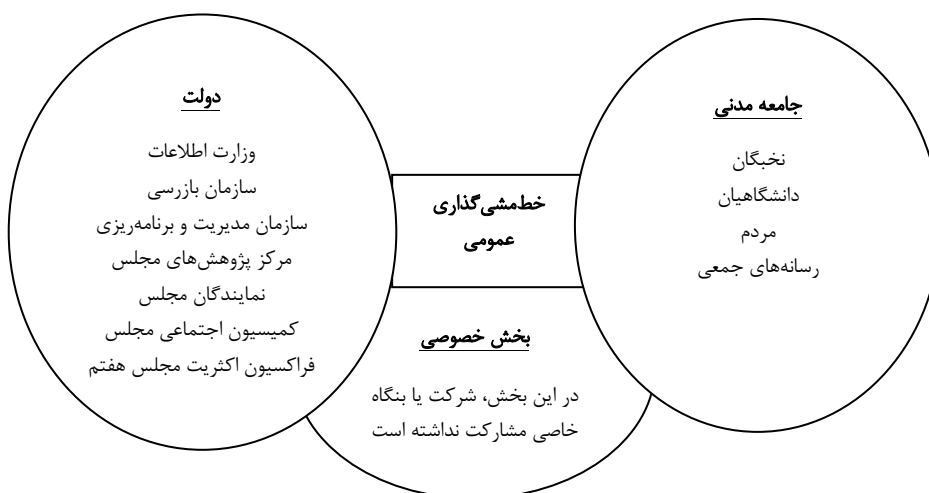 جامعه مدنی
نخبگان
دانشگاهیان
مردم
رسانه‌های جمعی
خط‌مشی‌گذاری
عمومی
دولت
وزارت اطلاعات
سازمان بازرسی
سازمان مدیریت و برنامه‌ریزی
مرکز پژوهش‌های مجلس
نمایندگان مجلس
کمیسیون اجتماعی مجلس
فراکسیون اکثریت مجلس هفتم
بخش خصوصی
در این بخش، شرکت یا بنگاه
خاصی مشارکت نداشته است